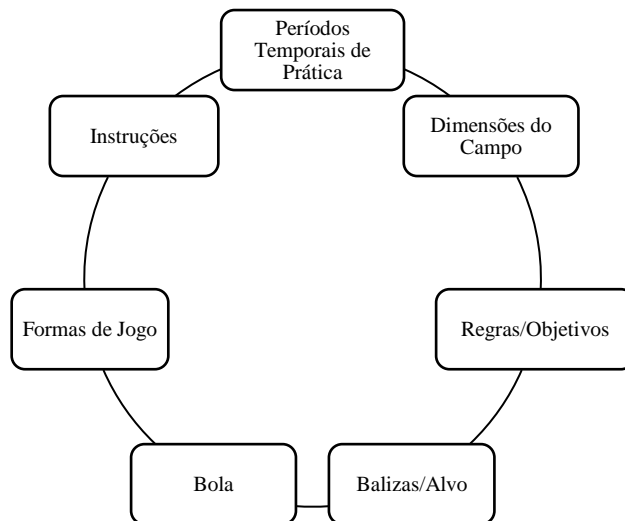 Períodos
Temporais de
Prática
Dimensões do
Campo
Regras/Objetivos
Balizas/Alvo
Bola
Formas de Jogo
Instruções